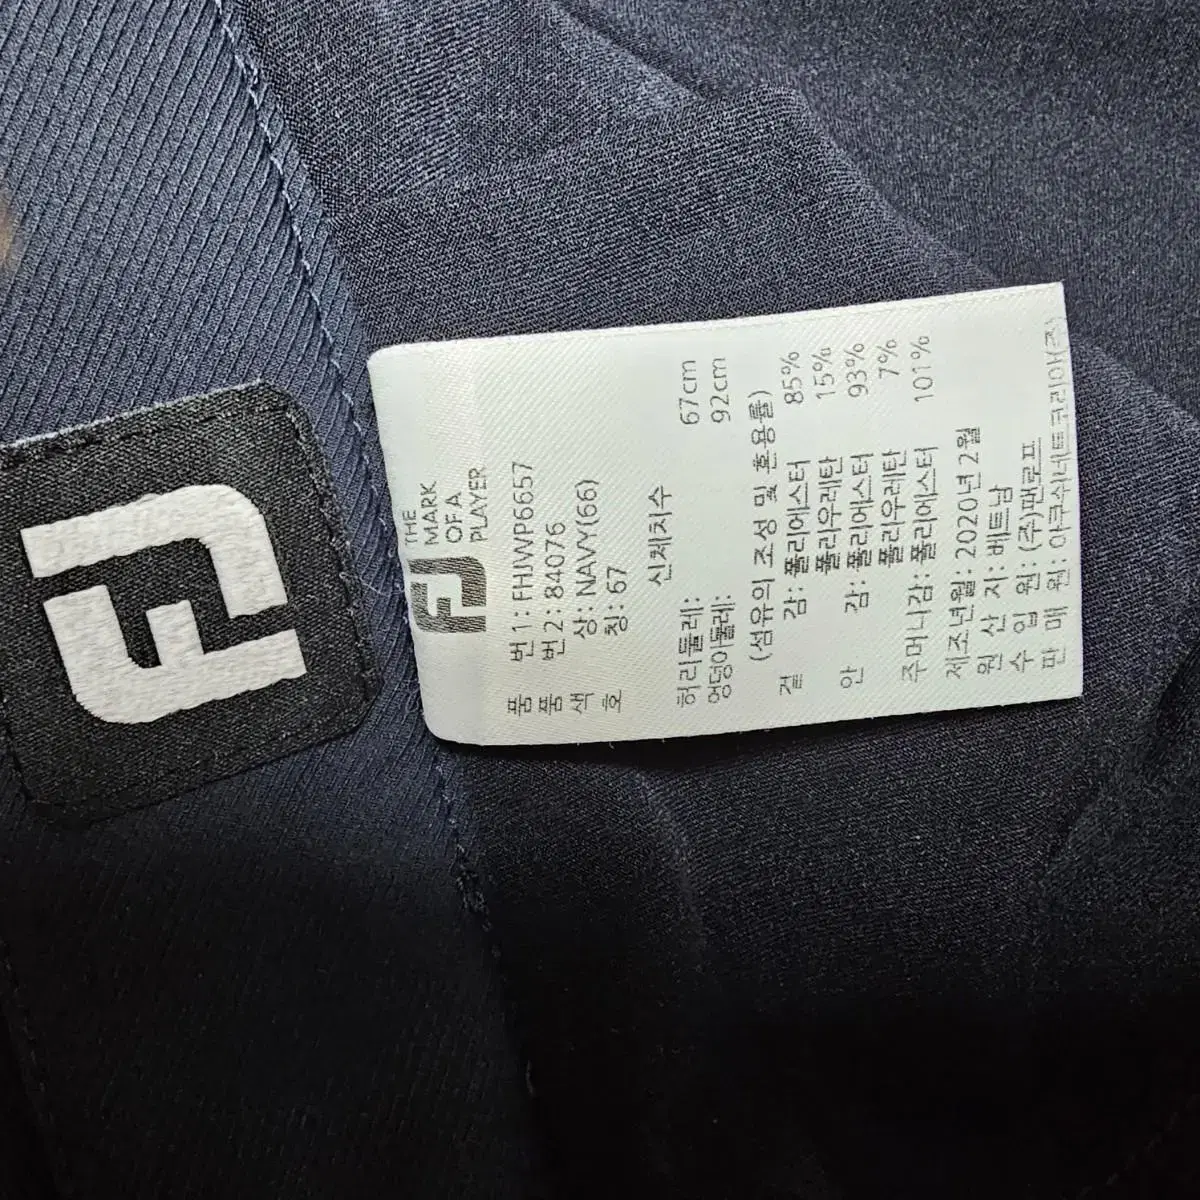 FJ
FJ
THE
MARK
OF A
PLAYER
품 번 1 : FHJWP6657
품 번 2 : 84076
색 상 : NAVY(66)
호 칭 : 67
신체치수
허리둘레: 67cm
엉덩이둘레: 92cm
(섬유의 조성 및 혼용률)
겉 감: 폴리에스터 85%
폴리우레탄 15%
안 감: 폴리에스터 93%
폴리우레탄 7%
주머니감: 폴리에스터 101%
제조년월: 2020년 2월
원 산 지: 베트남
수 입 원: (주)팬로프
판 매 원: 아쿠쉬네트코리아(주)